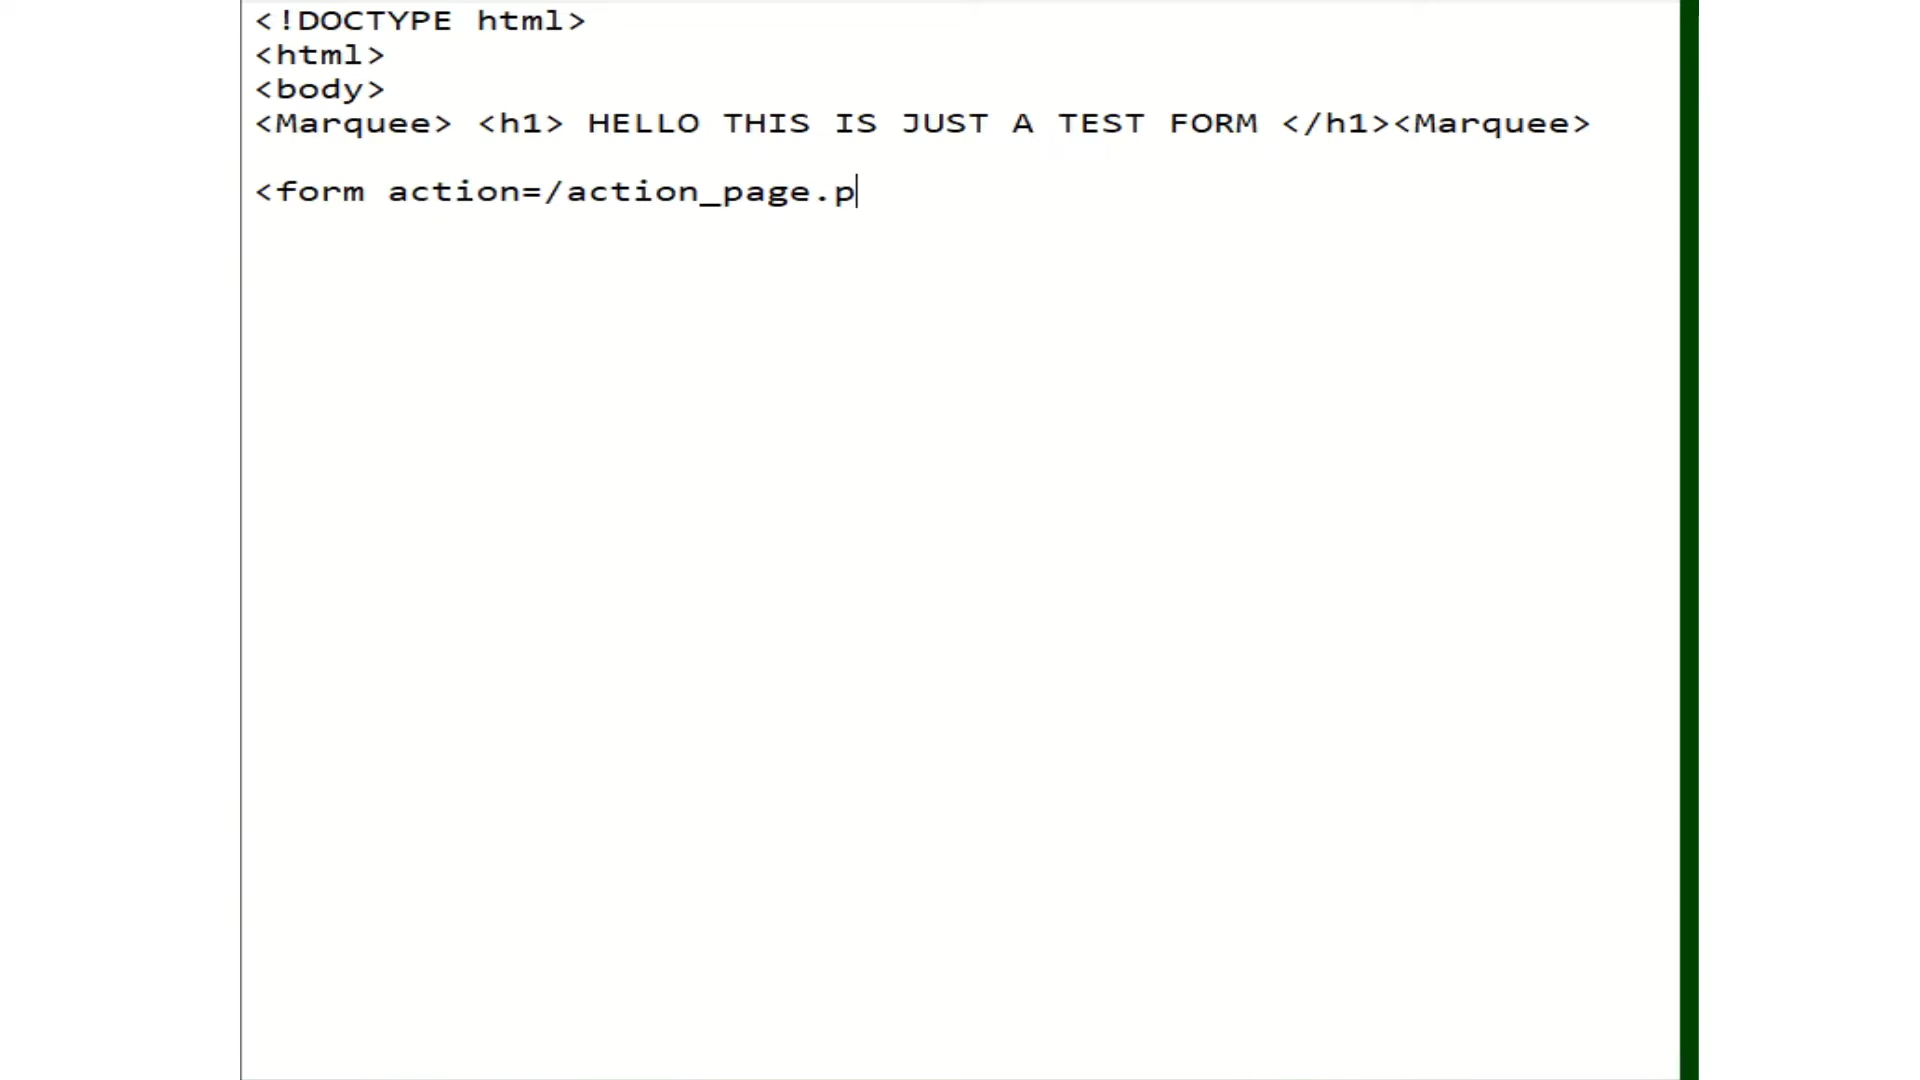 <!DOCTYPE html>
<html>
<body>
<Marquee> <h1> HELLO THIS IS JUST A TEST FORM </h1><Marquee>
<form action=/action_page.p